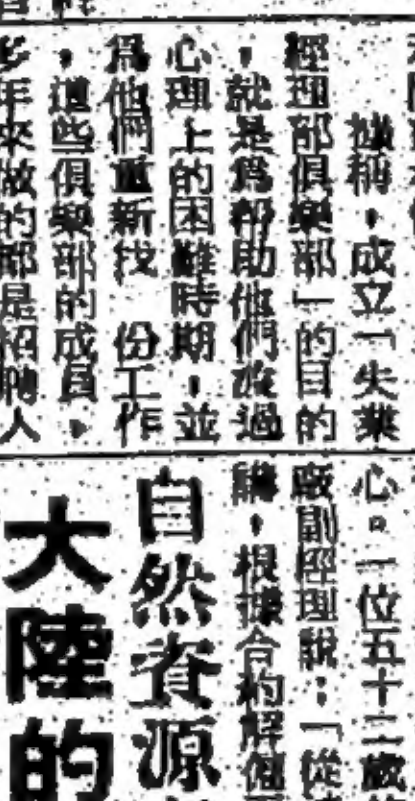 據稱，成立「失業
經理部俱樂部」的目的
，就是為幫助他們渡過
心理上的困難時期，並
爲他們重新找 份工作
，這些俱樂部的成員，
多年來做的都是招聘人
心。一位五十二歲
廠副經理說：「從
講，根據合約解僱
自然資源
大陸的